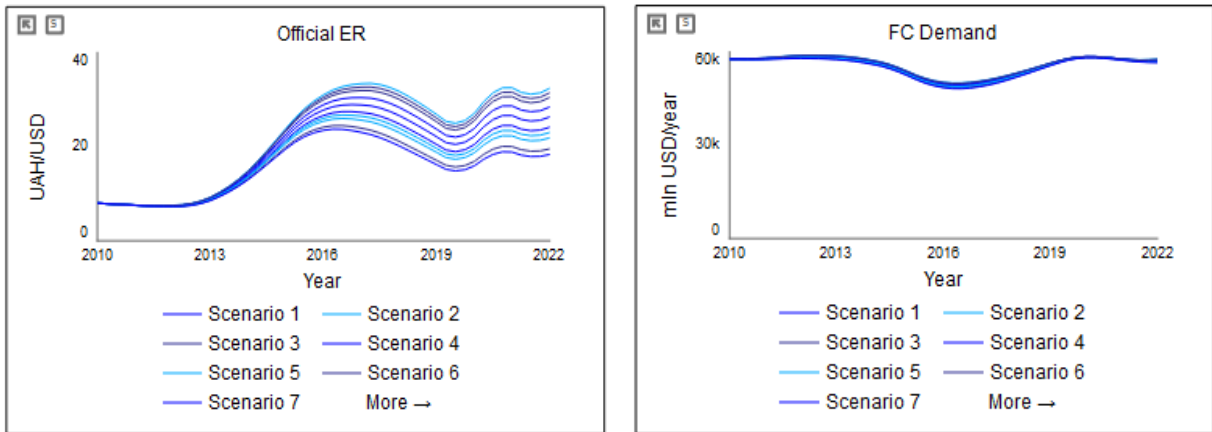 S
Official ER
40
20
0
UAH/USD
2010 2013 2016 2019 2022
Year
Scenario 1 Scenario 2
Scenario 3 Scenario 4
Scenario 5 Scenario 6
Scenario 7 More →
S
FC Demand
60k
30k
0
mln USD/year
2010 2013 2016 2019 2022
Year
Scenario 1 Scenario 2
Scenario 3 Scenario 4
Scenario 5 Scenario 6
Scenario 7 More →